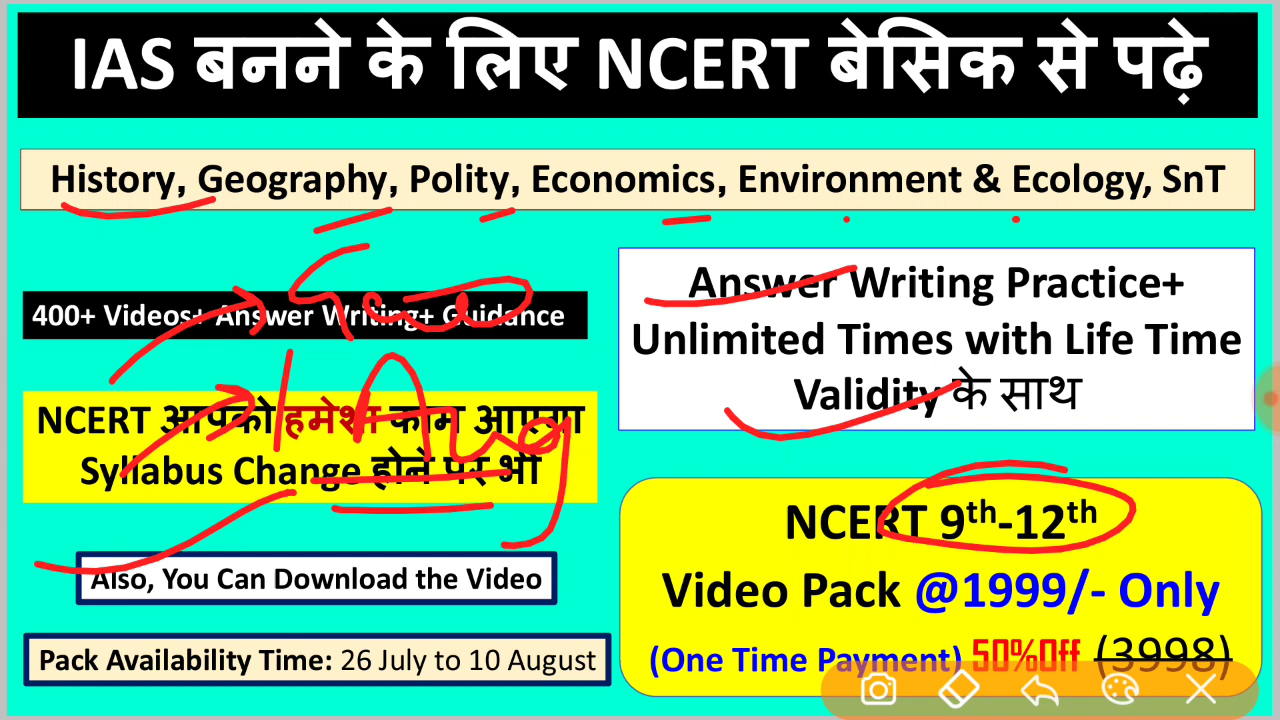 IAS बनने के लिए NCERT बेसिक से पढ़े
History, Geography, Polity, Economics, Environment & Ecology, SnT
400+ Videos+ Answer Writing+ Guidance
NCERT आपको हमेशा काम आएगा
Syllabus Change होने पर भी
Also, You Can Download the Video
Pack Availability Time: 26 July to 10 August
Answer Writing Practice+
Unlimited Times with Life Time
Validity के साथ
NCERT 9th-12th
Video Pack @1999/- Only
(One Time Payment) 50%Off (3998)
1 Aug